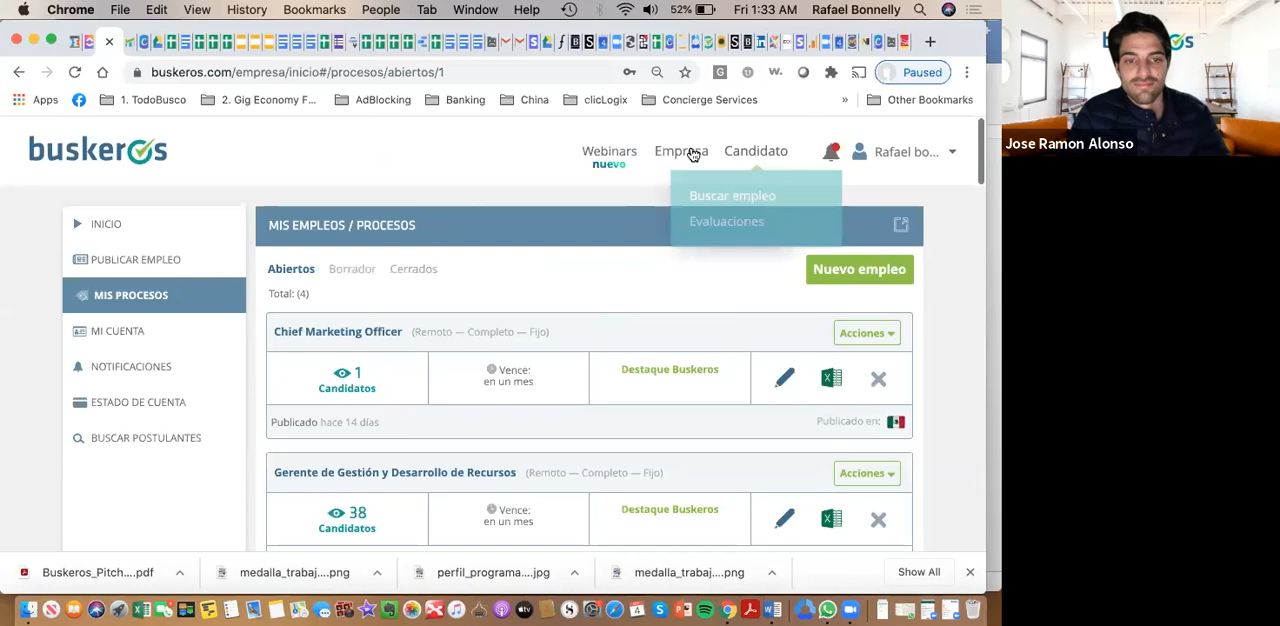 Chrome File Edit View History Bookmarks People Tab Window Help 52% Fri 1:33 AM Rafael Bonnelly
buskeros.com/empresa/inicio#/procesos/abiertos/1 Paused
Apps 1. TodoBusco 2. Gig Economy F... AdBlocking Banking China clicLogix Concierge Services » Other Bookmarks
buskeros
Webinars Empresa Candidato Rafael bo...
nuevo
Buscar empleo
Evaluaciones
INICIO
PUBLICAR EMPLEO
MIS PROCESOS
MI CUENTA
NOTIFICACIONES
ESTADO DE CUENTA
BUSCAR POSTULANTES
MIS EMPLEOS / PROCESOS
Abiertos Borrador Cerrados Nuevo empleo
Total: (4)
Chief Marketing Officer (Remoto — Completo — Fijo) Acciones
1
Candidatos
Vence:
en un mes
Destaque Buskeros
Publicado hace 14 días Publicado en:
Gerente de Gestión y Desarrollo de Recursos (Remoto — Completo — Fijo) Acciones
38
Candidatos
Vence:
en un mes
Destaque Buskeros
Buskeros_Pitch....pdf medalla_trabaj....png perfil_programa....jpg medalla_trabaj....png Show All
Jose Ramon Alonso